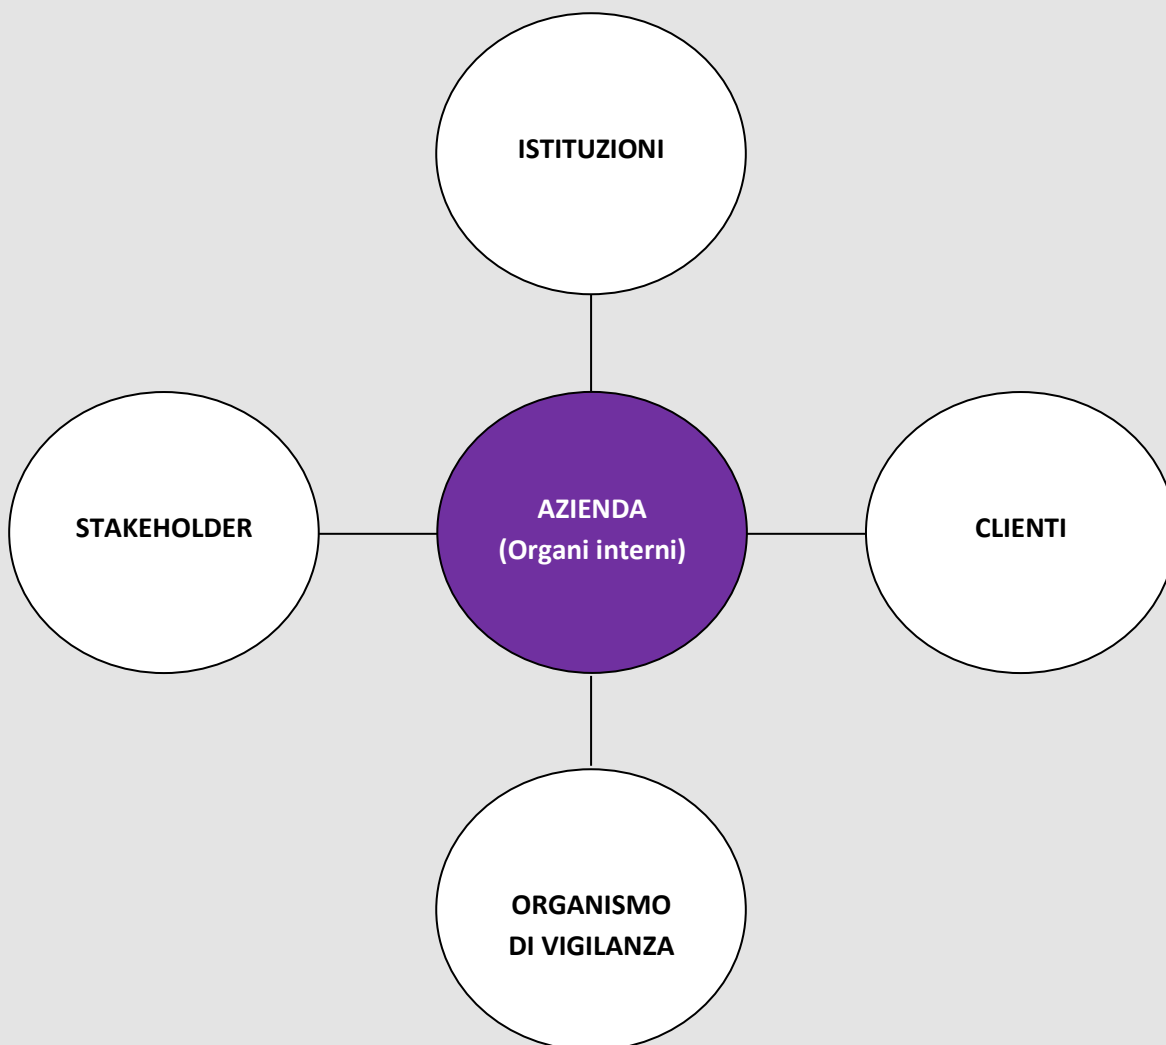 ISTITUZIONI
STAKEHOLDER
AZIENDA
(Organi interni)
CLIENTI
ORGANISMO
DI VIGILANZA